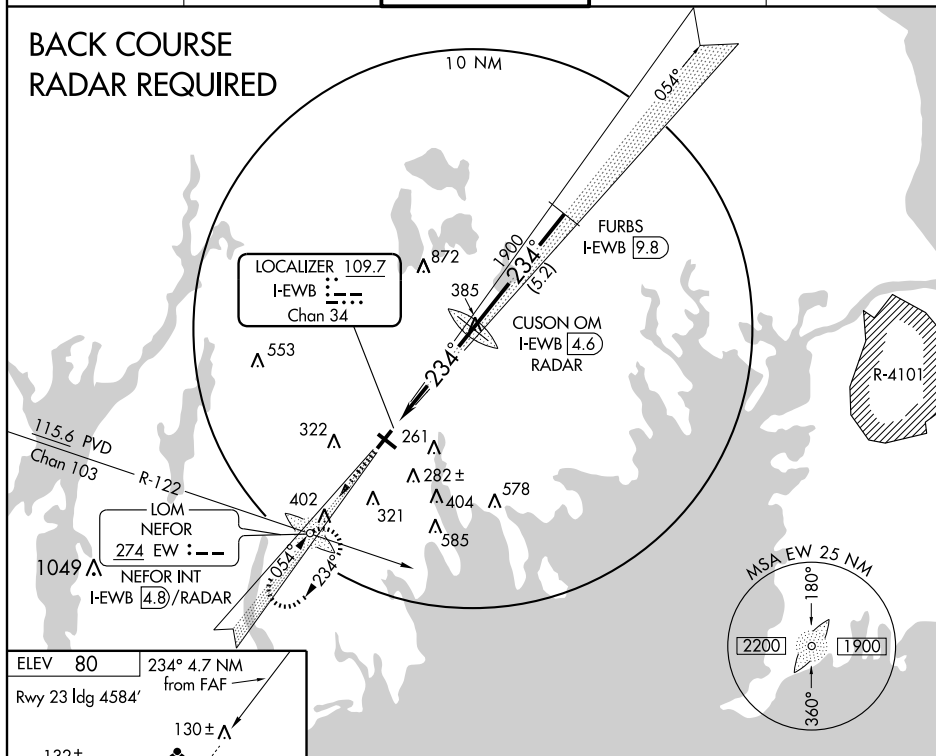 BACK COURSE
RADAR REQUIRED
10 NM
054°
FURBS
I-EWB 9.8
1900
234°
(5.2)
872
LOCALIZER 109.7
I-EWB
Chan 34
385
CUSON OM
I-EWB 4.6
RADAR
234°
553
R-4101
322
261
115.6 PVD
Chan 103
R-122
282±
404
578
402
321
585
LOM
NEFOR
274 EW
1049
NEFOR INT
I-EWB 4.8/RADAR
054°
234°
MSA EW 25 NM
180°
2200
1900
360°
ELEV 80
234° 4.7 NM
from FAF
Rwy 23 ldg 4584'
130±
132±